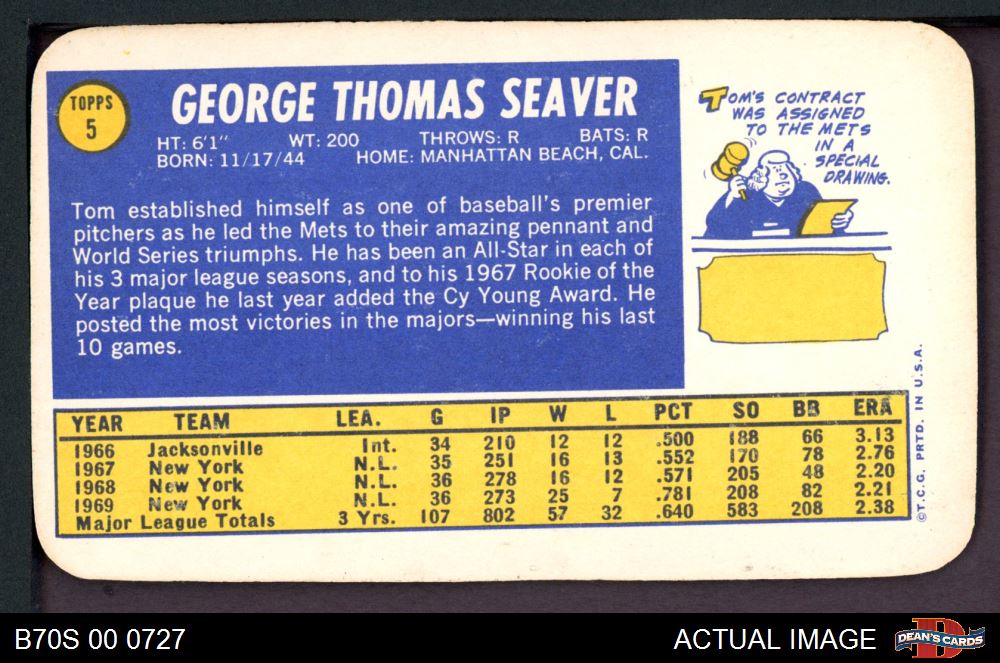 TOPPS
5
GEORGE THOMAS SEAVER
HT: 6'1" WT: 200 THROWS: R BATS: R
BORN: 11/17/44 HOME: MANHATTAN BEACH, CAL.
Tom established himself as one of baseball's premier
pitchers as he led the Mets to their amazing pennant and
World Series triumphs. He has been an All-Star in each of
his 3 major league seasons, and to his 1967 Rookie of the
Year plaque he last year added the Cy Young Award. He
posted the most victories in the majors—winning his last
10 games.
TOM'S CONTRACT
WAS ASSIGNED
TO THE METS
IN A
SPECIAL
DRAWING.
YEAR TEAM LEA. G IP W L PCT SO BB ERA
1966 Jacksonville Int. 34 210 12 12 .500 188 66 3.13
1967 New York N.L. 35 251 16 13 .552 170 78 2.76
1968 New York N.L. 36 278 16 12 .571 205 48 2.20
1969 New York N.L. 36 273 25 7 .781 208 82 2.21
Major League Totals 3 Yrs. 107 802 57 32 .640 583 208 2.38
©T.C.G. PRTD. IN U.S.A.
B70S 00 0727
ACTUAL IMAGE
DEAN'S CARDS